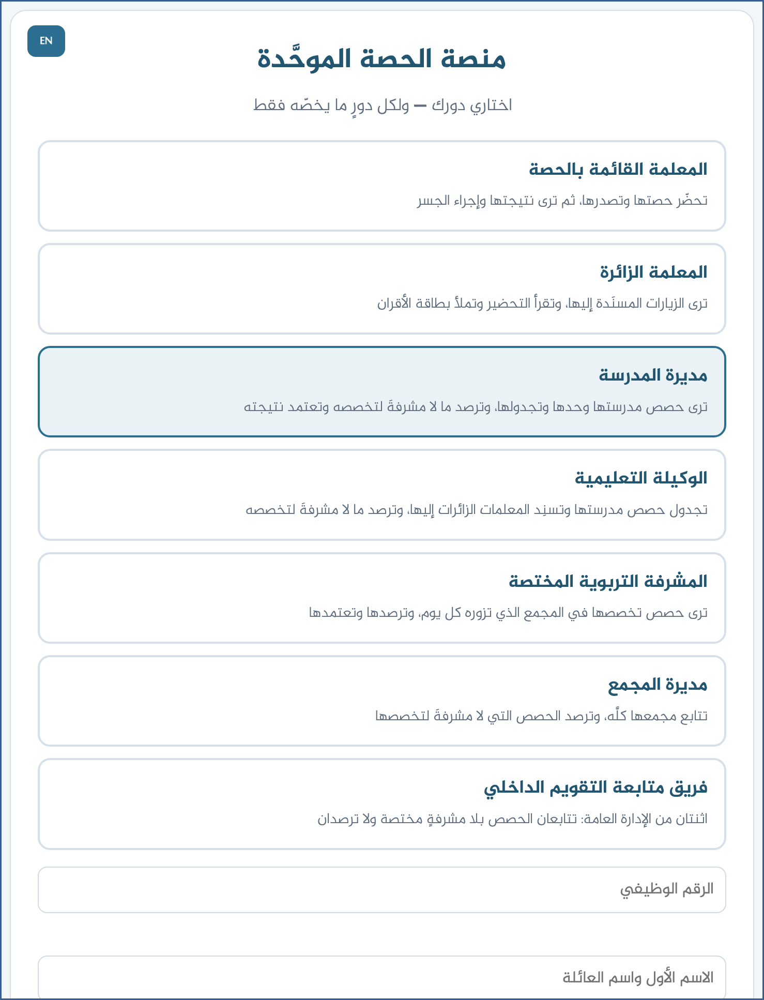 EN
منصة الحصة الموحَّدة
اختاري دورك — ولكل دورٍ ما يخصّه فقط
المعلمة القائمة بالحصة
تحضّر حصتها وتصدرها، ثم ترى نتيجتها وإجراء الجسر
المعلمة الزائرة
ترى الزيارات المسنَدة إليها، وتقرأ التحضير وتملأ بطاقة الأقران
مديرة المدرسة
ترى حصص مدرستها وحدها وتجدولها، وترصد ما لا مشرفةَ لتخصصه وتعتمد نتيجته
الوكيلة التعليمية
تجدول حصص مدرستها وتسنِد المعلمات الزائرات إليها، وترصد ما لا مشرفةَ لتخصصه
المشرفة التربوية المختصة
ترى حصص تخصصها في المجمع الذي تزوره كل يوم، وترصدها وتعتمدها
مديرة المجمع
تتابع مجمعها كلَّه، وترصد الحصص التي لا مشرفةَ لتخصصها
فريق متابعة التقويم الداخلي
اثنتان من الإدارة العامة: تتابعان الحصص بلا مشرفةٍ مختصة ولا ترصدان
الرقم الوظيفي
الاسم الأول واسم العائلة